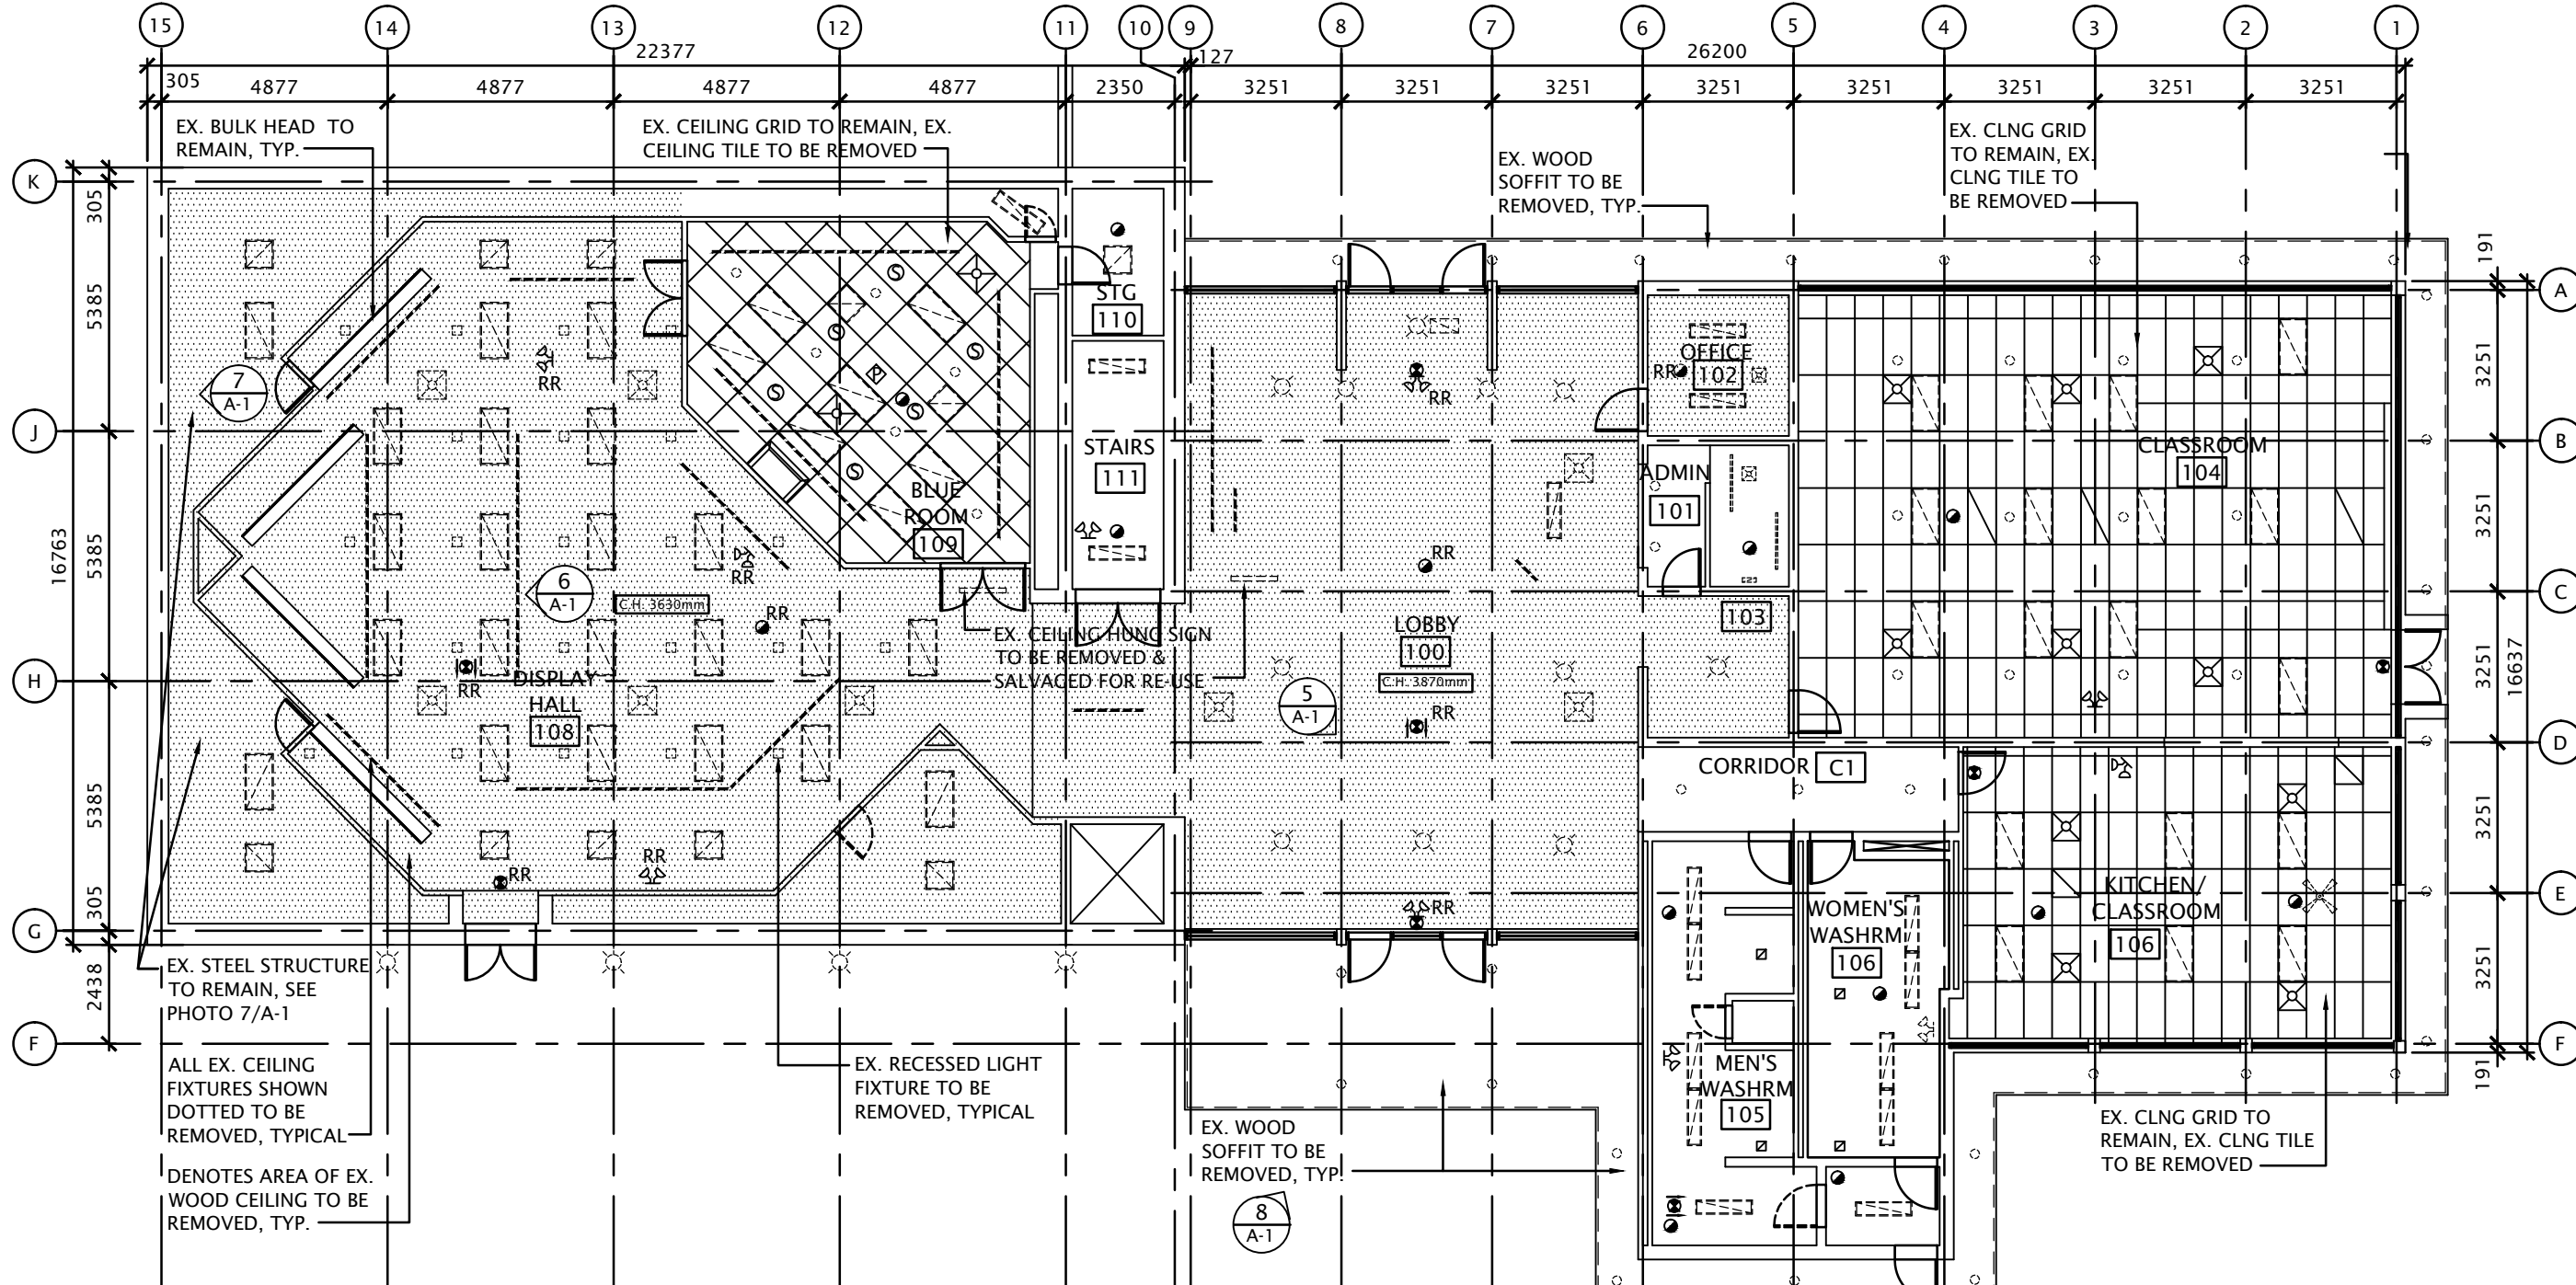 15
14
13
12
11
10
9
8
7
6
5
4
3
2
1
22377
127
26200
305
4877
4877
4877
4877
2350
3251
3251
3251
3251
3251
3251
3251
3251
EX. BULK HEAD TO
REMAIN, TYP.
EX. CEILING GRID TO REMAIN, EX.
CEILING TILE TO BE REMOVED
EX. WOOD
SOFFIT TO BE
REMOVED, TYP.
EX. CLNG GRID
TO REMAIN, EX.
CLNG TILE TO
BE REMOVED
K
J
H
G
F
305
5385
5385
5385
305
2438
16763
A
B
C
D
E
F
191
3251
3251
3251
3251
3251
191
16637
7
A-1
RR
STG
110
STAIRS
111
BLUE
ROOM
109
RR
OFFICE
RR
102
ADMIN
101
CLASSROOM
104
RR
RR
6
A-1
C.H. 3630mm
RR
103
LOBBY
100
C.H. 3870mm
EX. CEILING HUNG SIGN
TO BE REMOVED &
SALVAGED FOR RE-USE
RR
DISPLAY
HALL
108
5
A-1
RR
CORRIDOR
C1
RR
RR
RR
KITCHEN/
CLASSROOM
106
WOMEN'S
WASHRM
106
MEN'S
WASHRM
105
EX. STEEL STRUCTURE
TO REMAIN, SEE
PHOTO 7/A-1
ALL EX. CEILING
FIXTURES SHOWN
DOTTED TO BE
REMOVED, TYPICAL
DENOTES AREA OF EX.
WOOD CEILING TO BE
REMOVED, TYP.
EX. RECESSED LIGHT
FIXTURE TO BE
REMOVED, TYPICAL
EX. WOOD
SOFFIT TO BE
REMOVED, TYP.
8
A-1
EX. CLNG GRID TO
REMAIN, EX. CLNG TILE
TO BE REMOVED
S
S
S
S
S
S